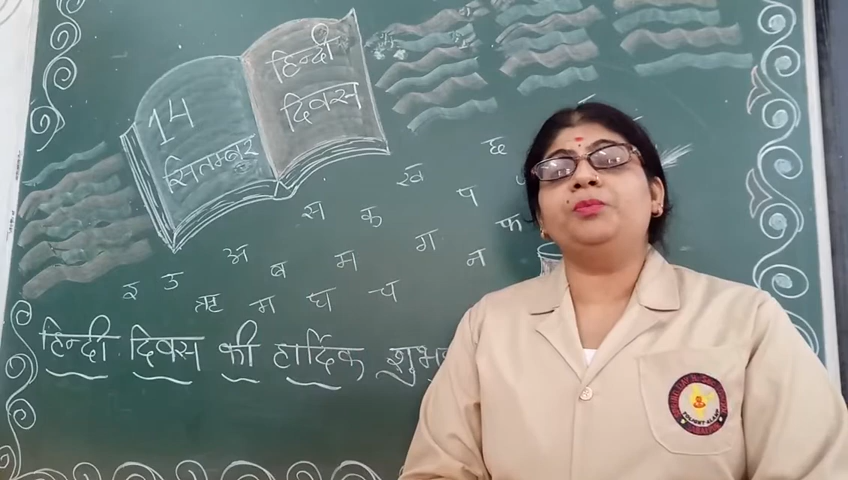 14
सितम्बर
हिन्दी
दिवस
ख छ
स क प
अ ब म ग न फ
इ उ ऋ म घ च
हिन्दी दिवस की हार्दिक